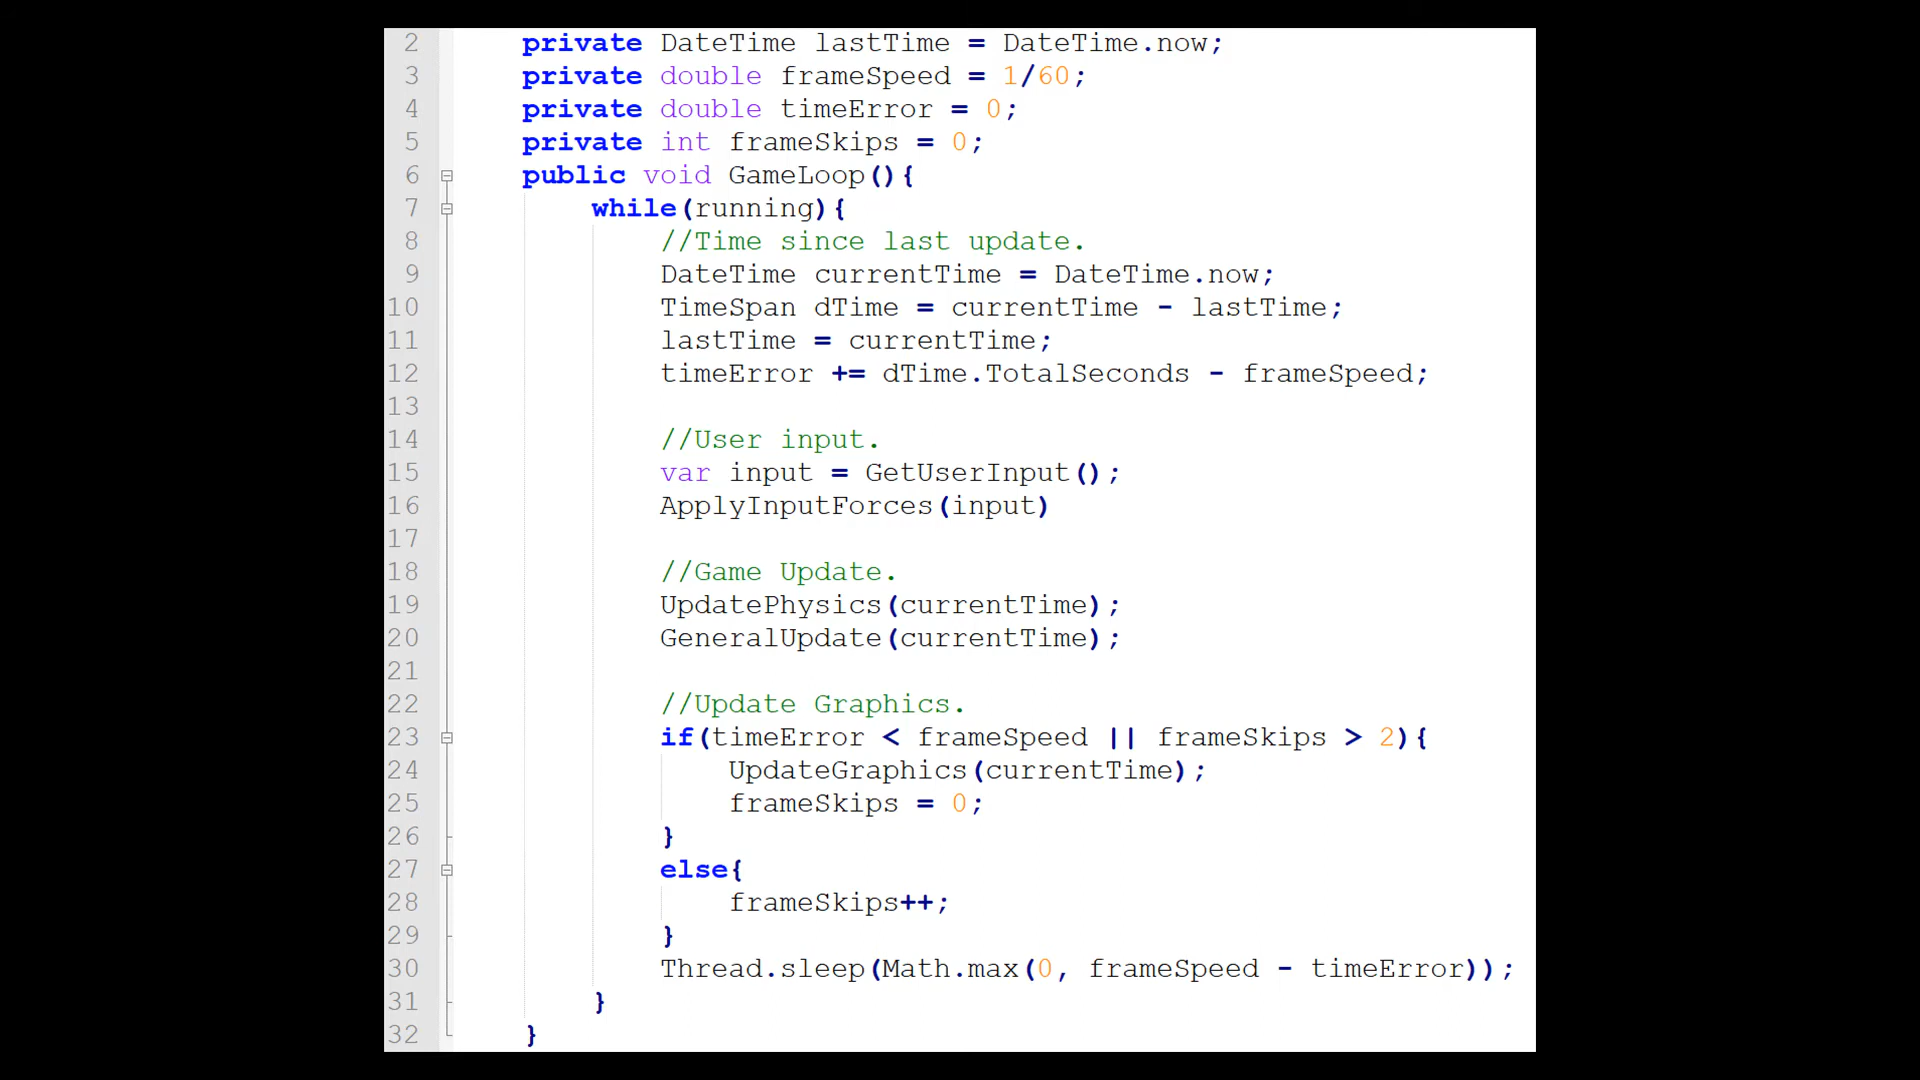 2 private DateTime lastTime = DateTime.now;
3 private double frameSpeed = 1/60;
4 private double timeError = 0;
5 private int frameSkips = 0;
6 public void GameLoop(){
7 while(running){
8 //Time since last update.
9 DateTime currentTime = DateTime.now;
10 TimeSpan dTime = currentTime - lastTime;
11 lastTime = currentTime;
12 timeError += dTime.TotalSeconds - frameSpeed;
13
14 //User input.
15 var input = GetUserInput();
16 ApplyInputForces(input)
17
18 //Game Update.
19 UpdatePhysics(currentTime);
20 GeneralUpdate(currentTime);
21
22 //Update Graphics.
23 if(timeError < frameSpeed || frameSkips > 2){
24 UpdateGraphics(currentTime);
25 frameSkips = 0;
26 }
27 else{
28 frameSkips++;
29 }
30 Thread.sleep(Math.max(0, frameSpeed - timeError));
31 }
32 }